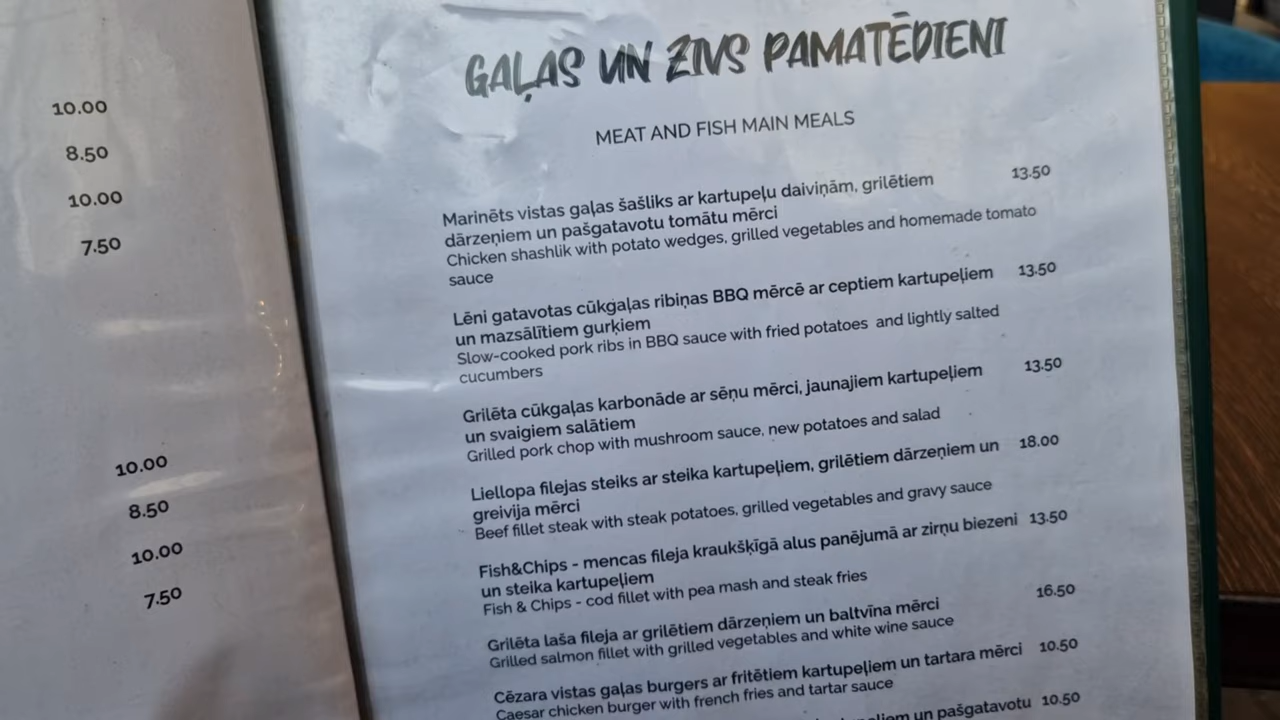 10.00
8.50
10.00
7.50
10.00
8.50
10.00
7.50
GAĻAS UN ZIVS PAMATĒDIENI
MEAT AND FISH MAIN MEALS
Marinēts vistas gaļas šašliks ar kartupeļu daiviņām, grilētiem 13.50
dārzeņiem un pašgatavotu tomātu mērci
Chicken shashlik with potato wedges, grilled vegetables and homemade tomato
sauce
Lēni gatavotas cūkgaļas ribiņas BBQ mērcē ar ceptiem kartupeļiem 13.50
un mazsālītiem gurķiem
Slow-cooked pork ribs in BBQ sauce with fried potatoes and lightly salted
cucumbers
Grilēta cūkgaļas karbonāde ar sēņu mērci, jaunajiem kartupeļiem 13.50
un svaigiem salātiem
Grilled pork chop with mushroom sauce, new potatoes and salad
Liellopa filejas steiks ar steika kartupeļiem, grilētiem dārzeņiem un 18.00
greivija mērci
Beef fillet steak with steak potatoes, grilled vegetables and gravy sauce
Fish&Chips - mencas fileja kraukšķīgā alus panējumā ar zirņu biezeni 13.50
un steika kartupeļiem
Fish & Chips - cod fillet with pea mash and steak fries
Grilēta laša fileja ar grilētiem dārzeņiem un baltvīna mērci 16.50
Grilled salmon fillet with grilled vegetables and white wine sauce
Cēzara vistas gaļas burgers ar fritētiem kartupeļiem un tartara mērci 10.50
Caesar chicken burger with french fries and tartar sauce
un pašgatavotu 10.50